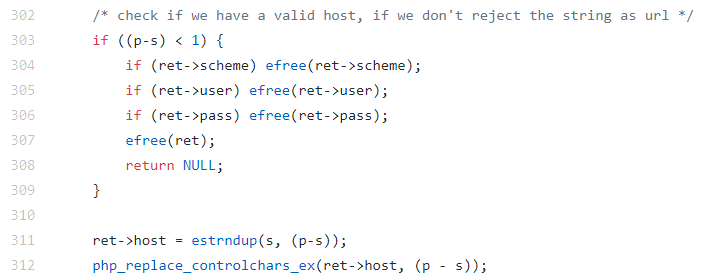 302 /* check if we have a valid host, if we don't reject the string as url */
303 if ((p-s) < 1) {
304 if (ret->scheme) efree(ret->scheme);
305 if (ret->user) efree(ret->user);
306 if (ret->pass) efree(ret->pass);
307 efree(ret);
308 return NULL;
309 }
310
311 ret->host = estrndup(s, (p-s));
312 php_replace_controlchars_ex(ret->host, (p - s));